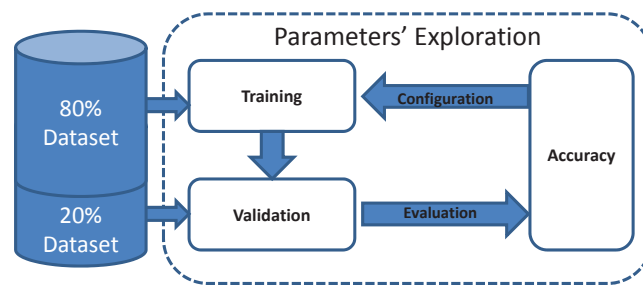 Parameters' Exploration
80%
Dataset
Training
Configuration
Accuracy
20%
Dataset
Validation
Evaluation